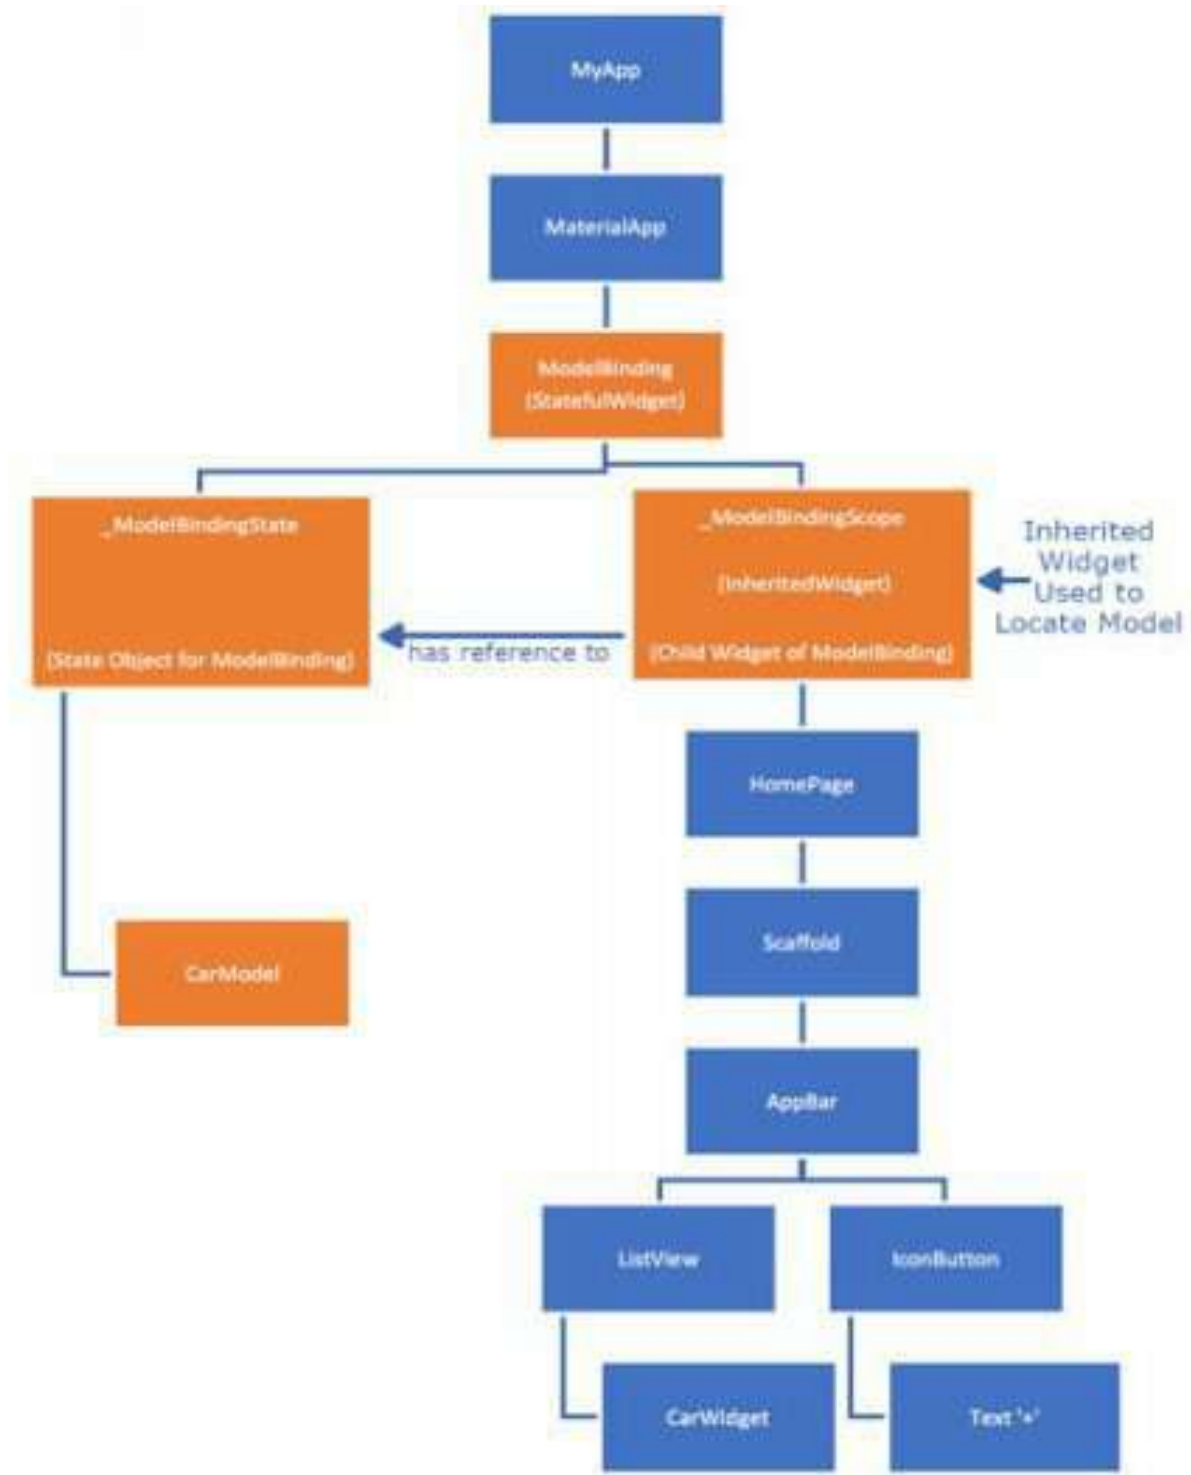 MyApp
MaterialApp
ModelBinding
(StatefulWidget)
_ModelBindingState
(State Object for ModelBinding)
_ModelBindingScope
(InheritedWidget)
(Child Widget of ModelBinding)
Inherited
Widget
Used to
Locate Model
has reference to
HomePage
Scaffold
CarModel
AppBar
ListView
IconButton
CarWidget
Text '+'